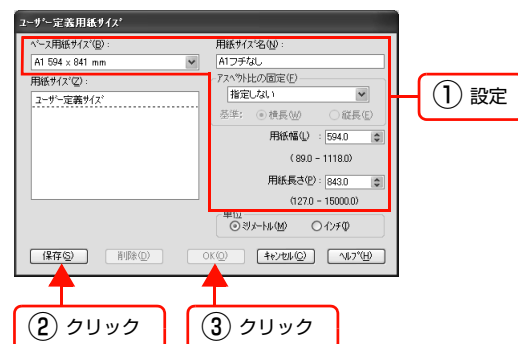 ユーザー定義用紙サイズ
ベース用紙サイズ(B) :
A1 594 x 841 mm
用紙サイズ(Z) :
ユーザー定義サイズ
用紙サイズ名(N) :
A1フチなし
アスペクト比の固定(F)
指定しない
基準: 横長(W) 縦長(E)
用紙幅(L) : 594.0
( 89.0 - 1118.0)
用紙長さ(P) : 843.0
(127.0 - 15000.0)
単位
ミリメートル(M) インチ(I)
保存(S) 削除(D) OK(O) キャンセル(C) ヘルプ(H)
① 設定
② クリック
③ クリック